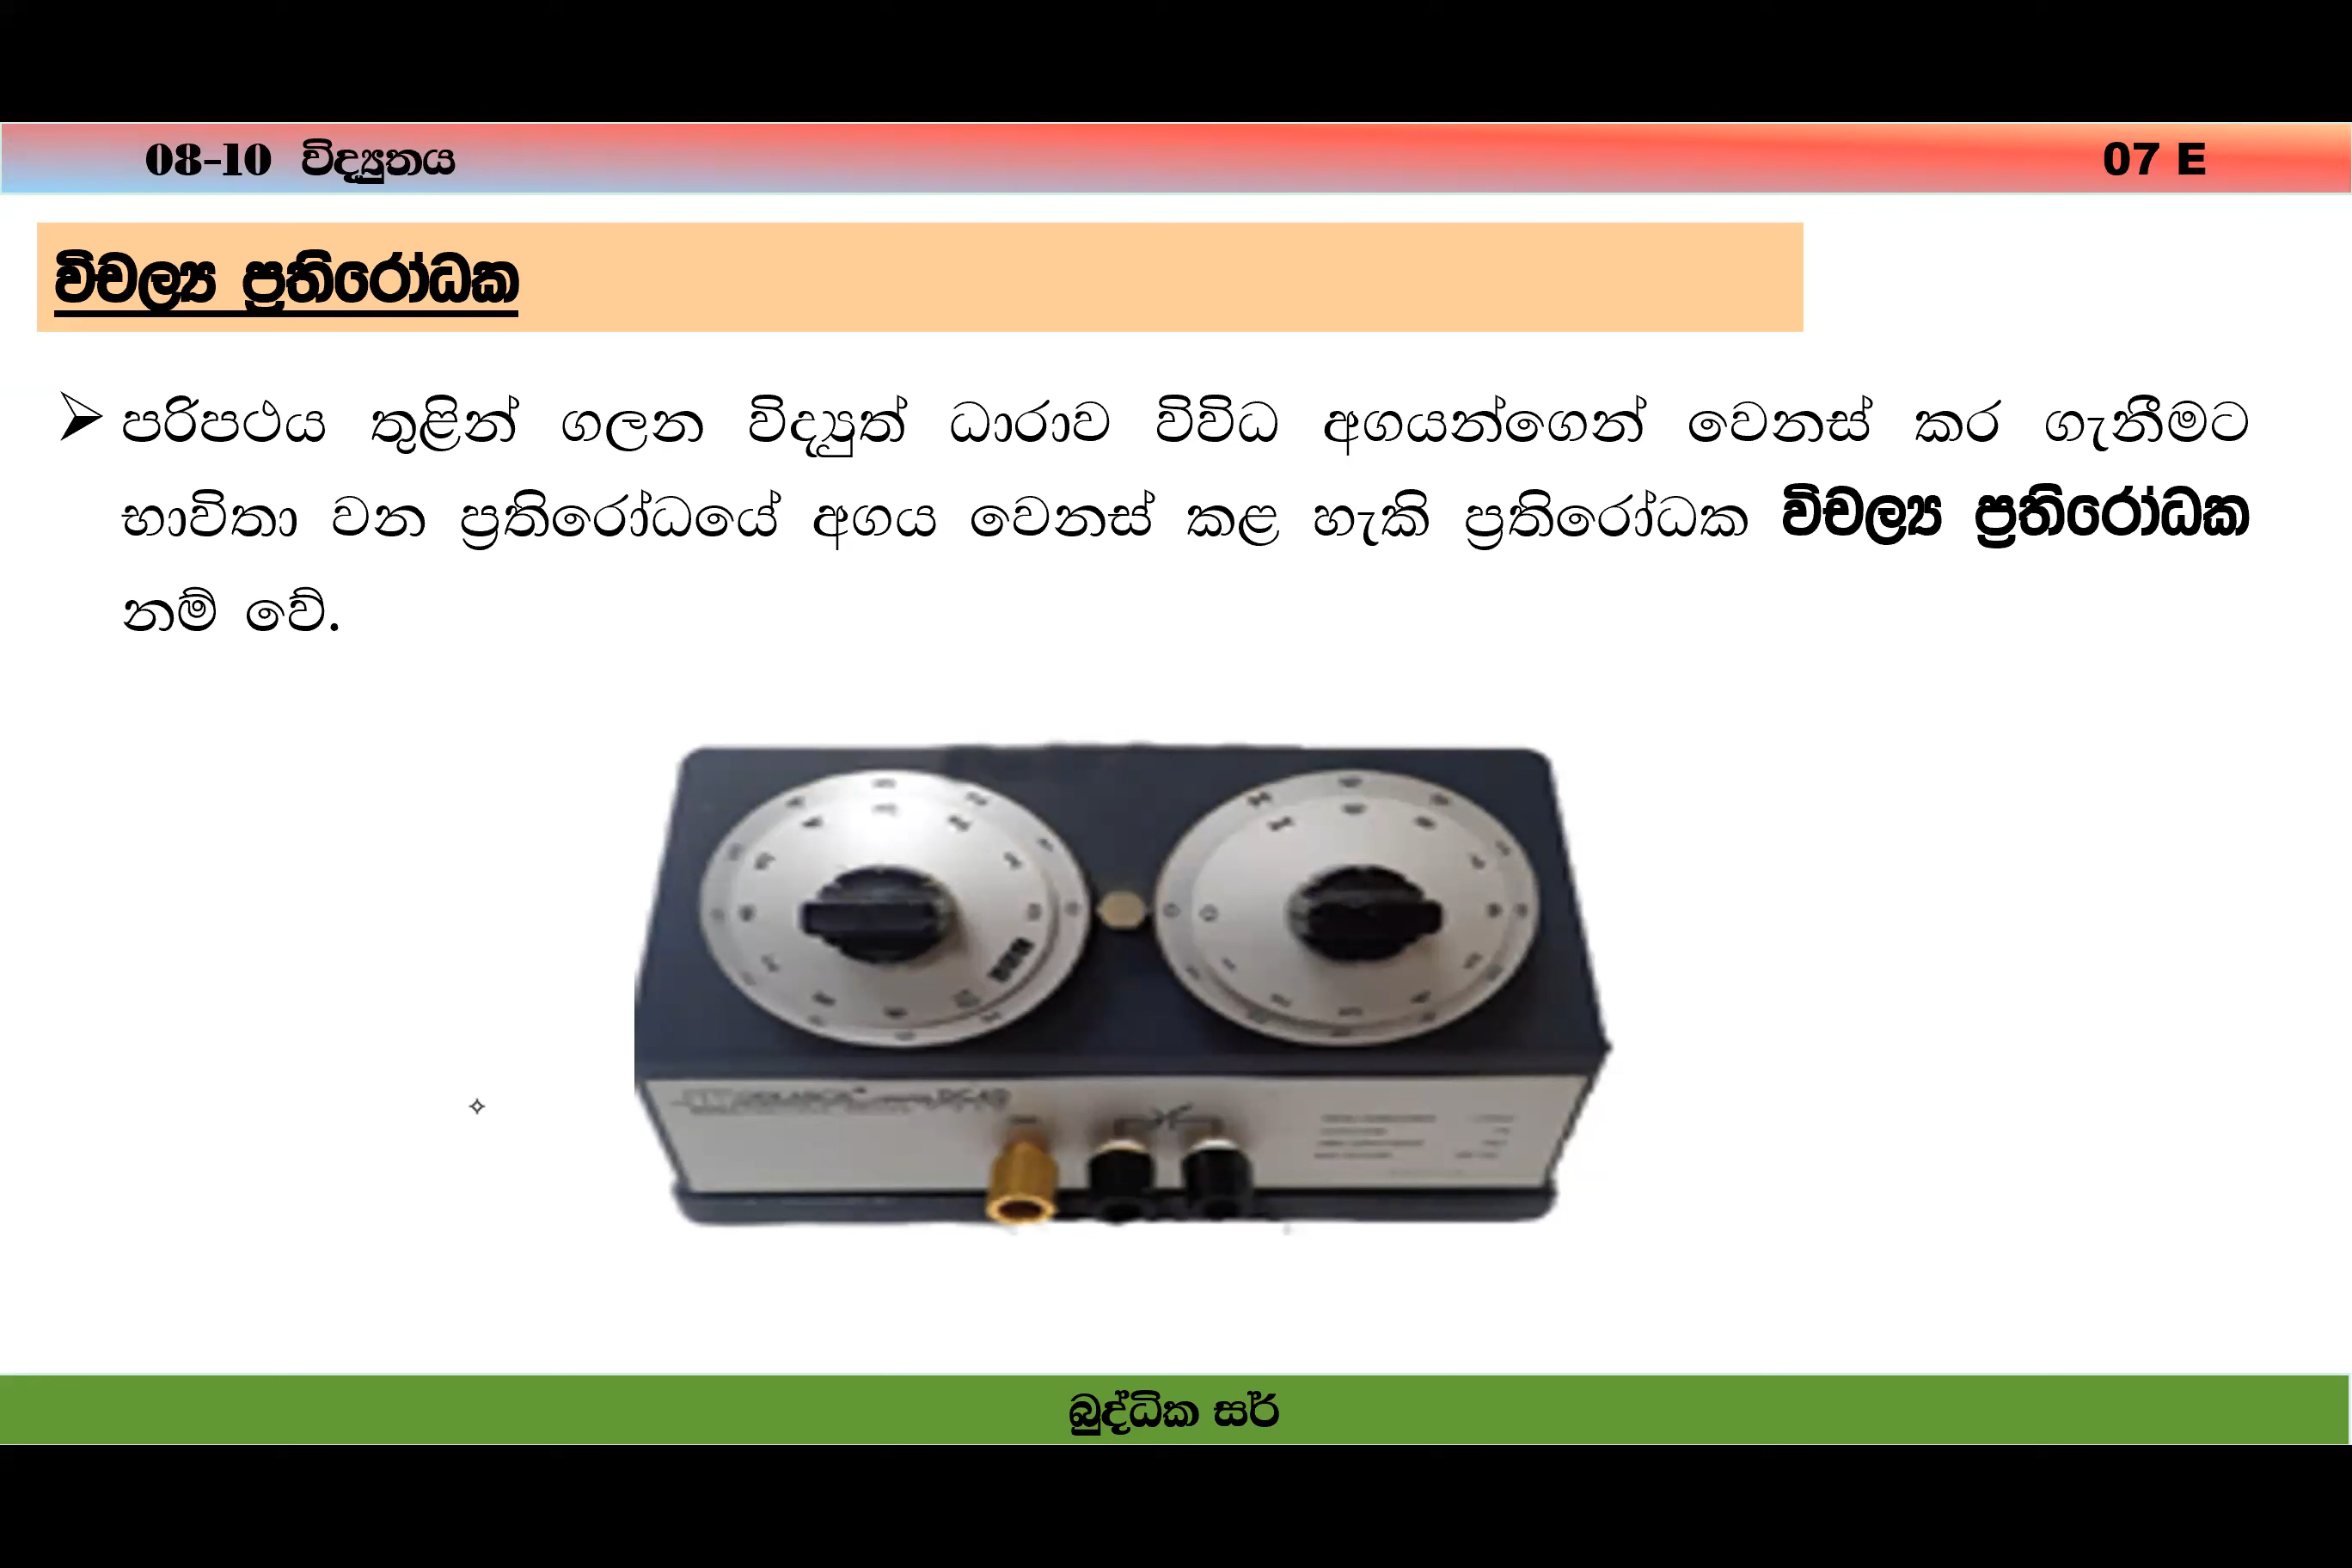 08-10 විද්‍යුතය
07 E
විචල්‍ය ප්‍රතිරෝධක
➢ පරිපථය තුළින් ගලන විද්‍යුත් ධාරාව විවිධ අගයන්ගෙන් වෙනස් කර ගැනීමට
භාවිතා වන ප්‍රතිරෝධයේ අගය වෙනස් කළ හැකි ප්‍රතිරෝධක විචල්‍ය ප්‍රතිරෝධක
නම් වේ.
බුද්ධික සර්